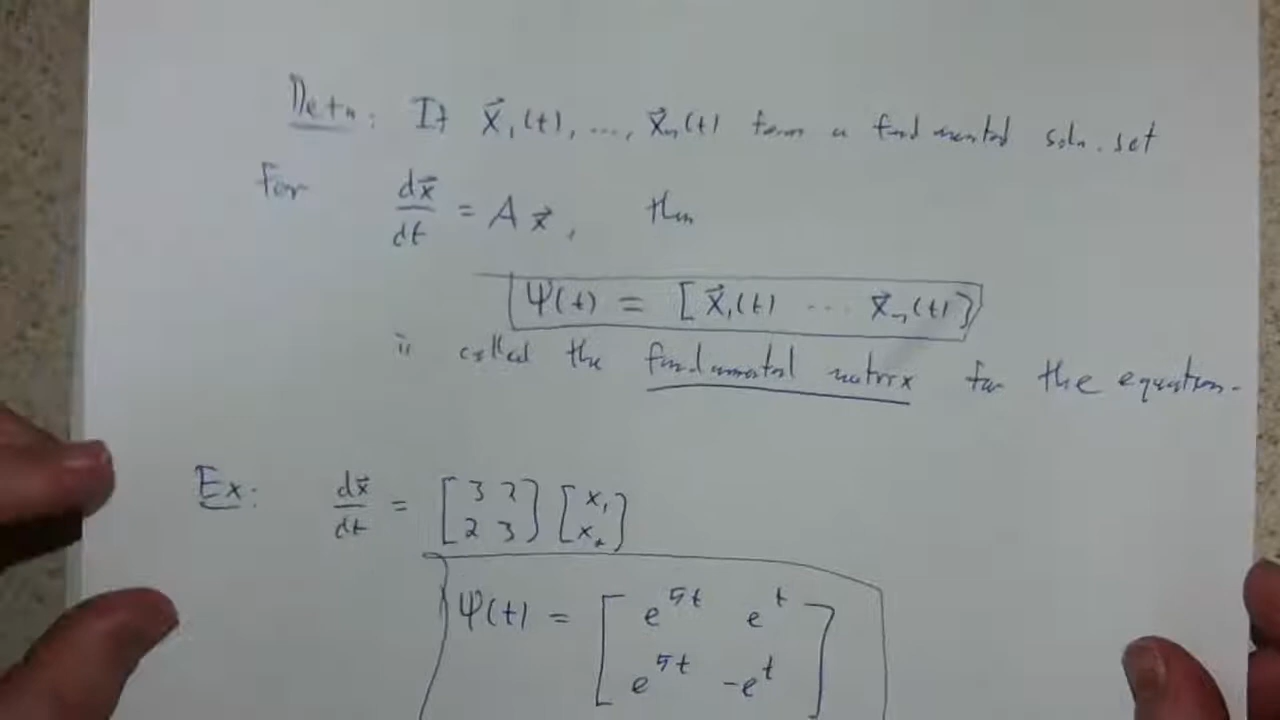 Defn: If x⃗₁(t), ..., x⃗ₙ(t) form a fundamental soln. set
For dx⃗/dt = A x⃗, then
Ψ(t) = [x⃗₁(t) ... x⃗ₙ(t)]
is called the fundamental matrix for the equation.
Ex: dx⃗/dt = [3 2; 2 3] [x₁; x₂]
Ψ(t) = [e^{5t} e^{t}; e^{5t} -e^{t}]